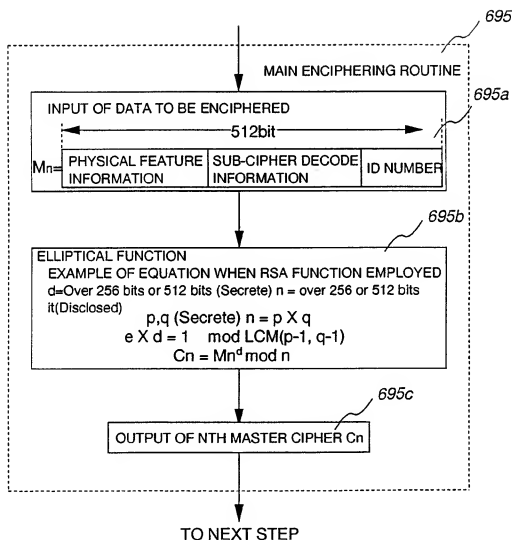 695
MAIN ENCIPHERING ROUTINE
695a
INPUT OF DATA TO BE ENCIPHERED
512bit
Mn=
PHYSICAL FEATURE INFORMATION
SUB-CIPHER DECODE INFORMATION
ID NUMBER
695b
ELLIPTICAL FUNCTION
EXAMPLE OF EQUATION WHEN RSA FUNCTION EMPLOYED
d=Over 256 bits or 512 bits (Secrete) n = over 256 or 512 bits
it(Disclosed)
p,q (Secrete) n = p X q
e X d = 1 mod LCM(p-1, q-1)
Cn = Mnᵈ mod n
695c
OUTPUT OF NTH MASTER CIPHER Cn
TO NEXT STEP